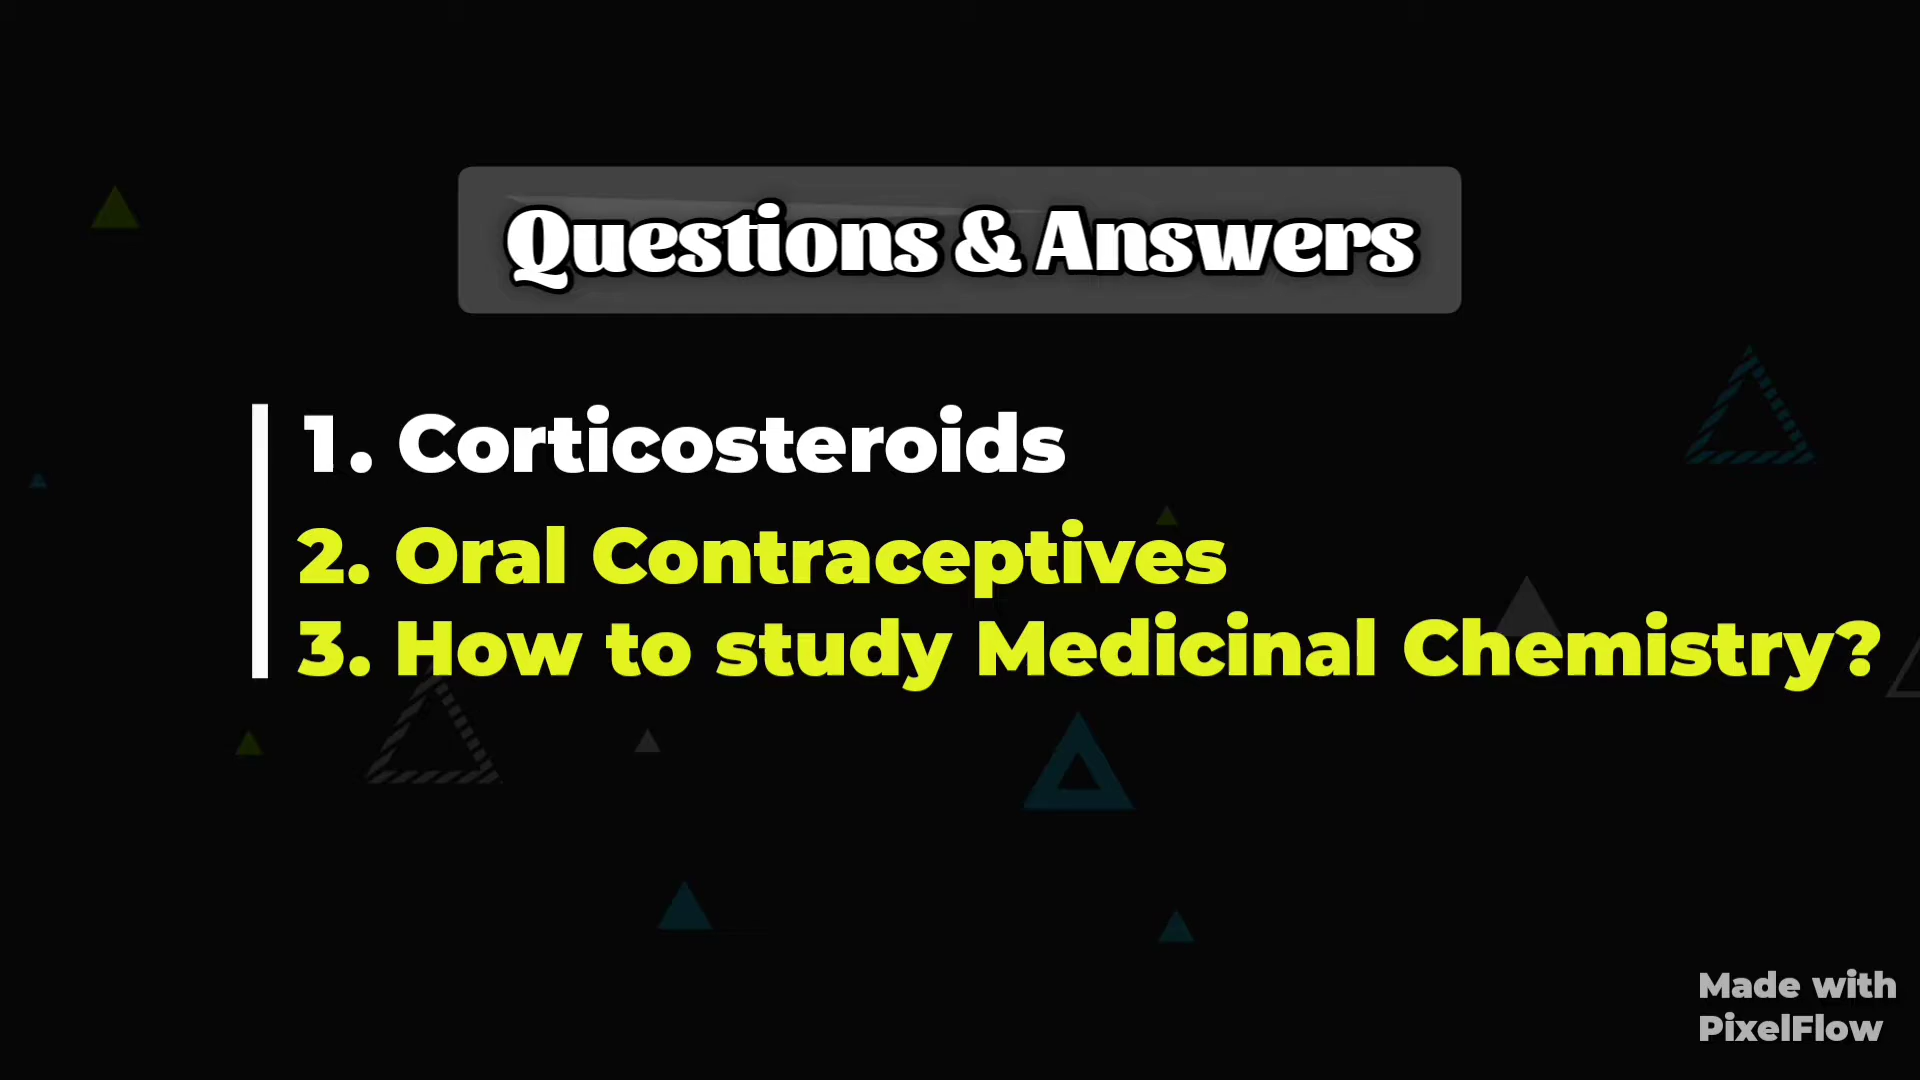 Questions & Answers
1. Corticosteroids
2. Oral Contraceptives
3. How to study Medicinal Chemistry?
Made with
PixelFlow